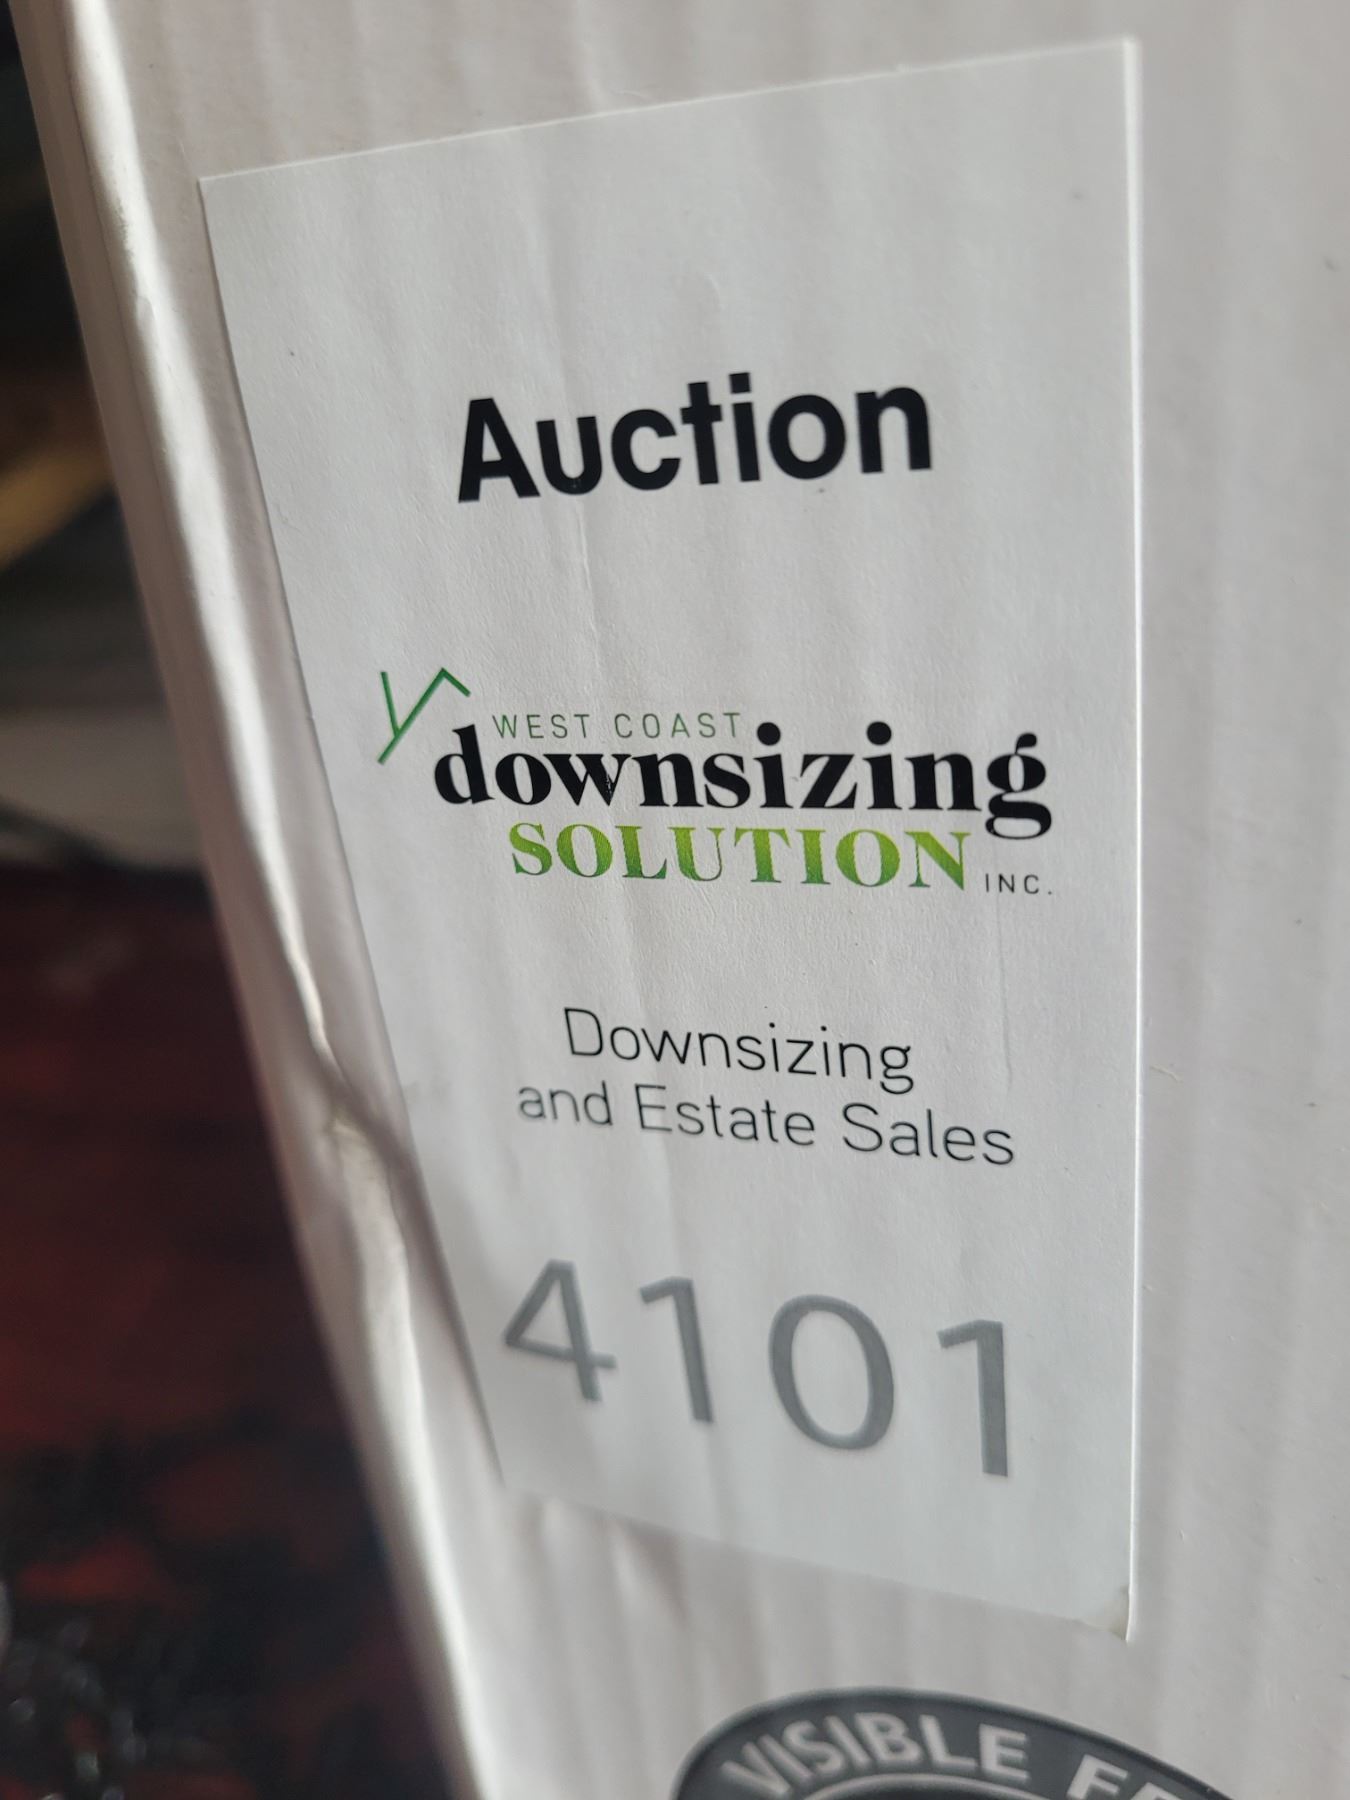 Auction
WEST COAST
downsizing
SOLUTION INC.
Downsizing
and Estate Sales
4101
VISIBLE